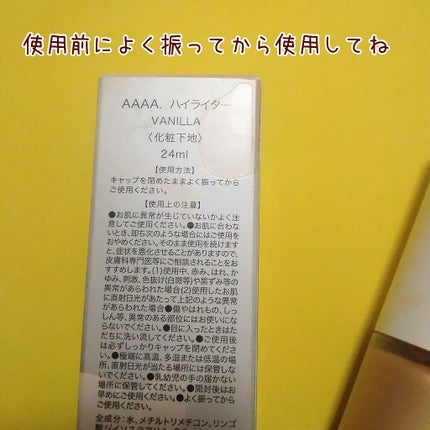 使用前によく振ってから使用してね
AAAA. ハイライター
VANILLA
〈化粧下地〉
24ml
【使用方法】
キャップを閉めたままよく振ってから
ご使用ください。
【使用上の注意】
●お肌に異常が生じていないかよく注
意してご使用ください。●お肌に合わな
いとき、即ち次のような場合にはご使用を
おやめください。そのまま使用を続けます
と、症状を悪化させることがありますので、
皮膚科専門医等にご相談されることをお
すすめします。(1)使用中、赤み、はれ、か
ゆみ、刺激、色抜け(白斑等)や黒ずみ等の
異常があらわれた場合(2)使用したお肌
に直射日光があたって上記のような異常
があらわれた場合●傷やはれもの、しっ
しん等、異常のある部位にはお使いにな
らないでください。●目に入ったときはた
だちに洗い流してください。●ご使用後
は必ずしっかりキャップを閉めてくださ
い。●極端に高温、多湿または低温の場
所、直射日光が当たる場所には保管しな
いでください。●乳幼児の手の届かない
場所に保管してください。●開封後はお
早めにご使用ください。●よく振ってから
ご使用ください。
全成分:水、メチルトリメチコン、リンゴ